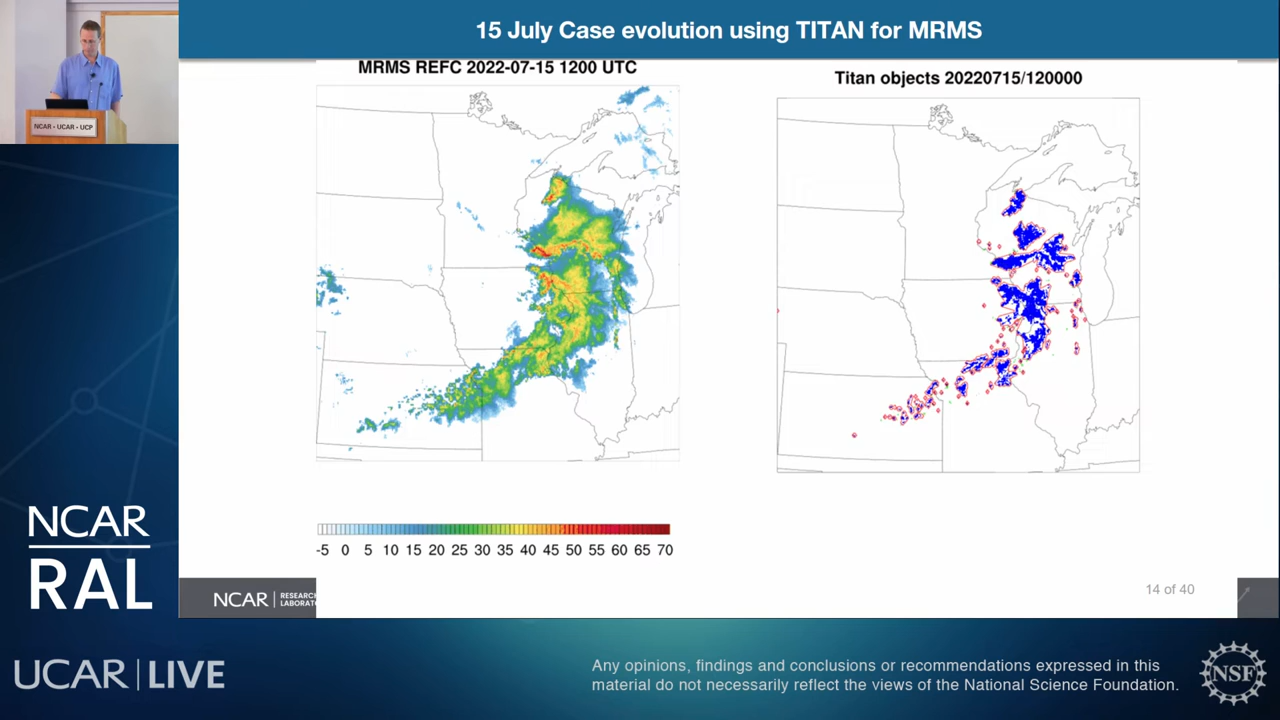 15 July Case evolution using TITAN for MRMS
MRMS REFC 2022-07-15 1200 UTC
Titan objects 20220715/120000
NCAR • UCAR • UCP
-5 0 5 10 15 20 25 30 35 40 45 50 55 60 65 70
NCAR
RAL
NCAR
14 of 40
UCAR LIVE
Any opinions, findings and conclusions or recommendations expressed in this
material do not necessarily reflect the views of the National Science Foundation.
NSF